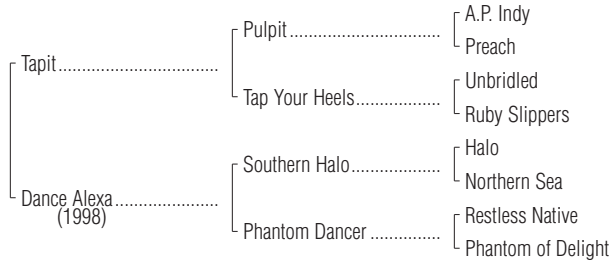 A.P. Indy
Pulpit
Preach
Tapit
Unbridled
Tap Your Heels
Ruby Slippers
Halo
Southern Halo
Northern Sea
Dance Alexa
(1998)
Restless Native
Phantom Dancer
Phantom of Delight